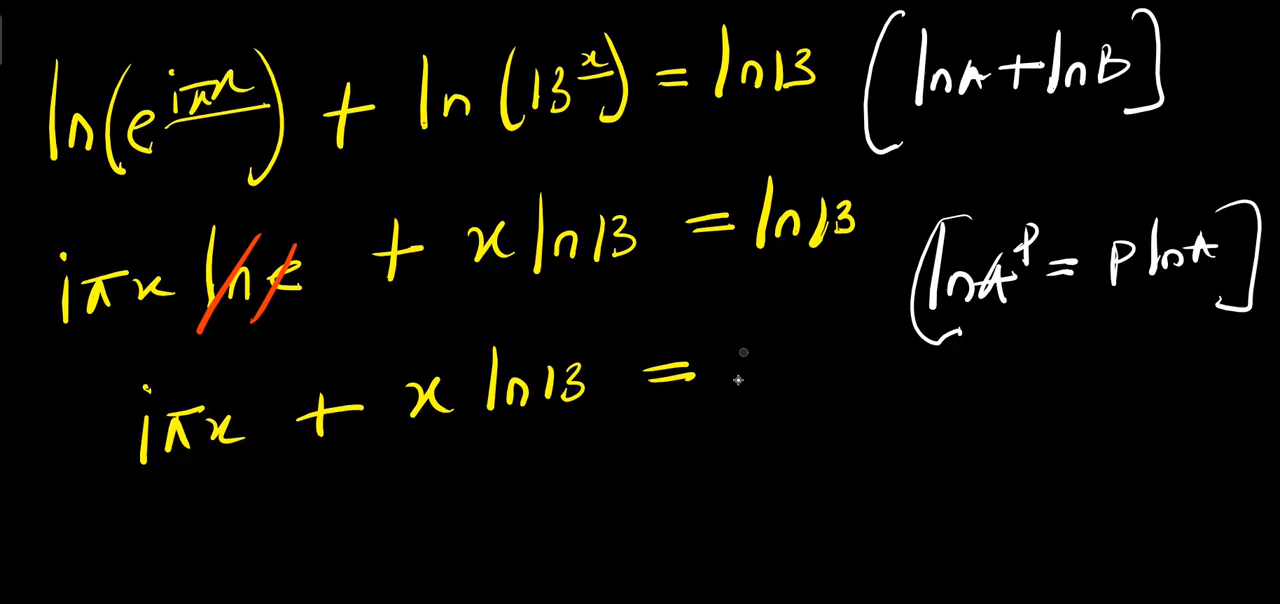 ln(e^{iπx}) + ln(13^x) = ln13 [lnA + lnB]
iπx ln e + x ln13 = ln13 [lnA^P = P lnA]
iπx + x ln13 =